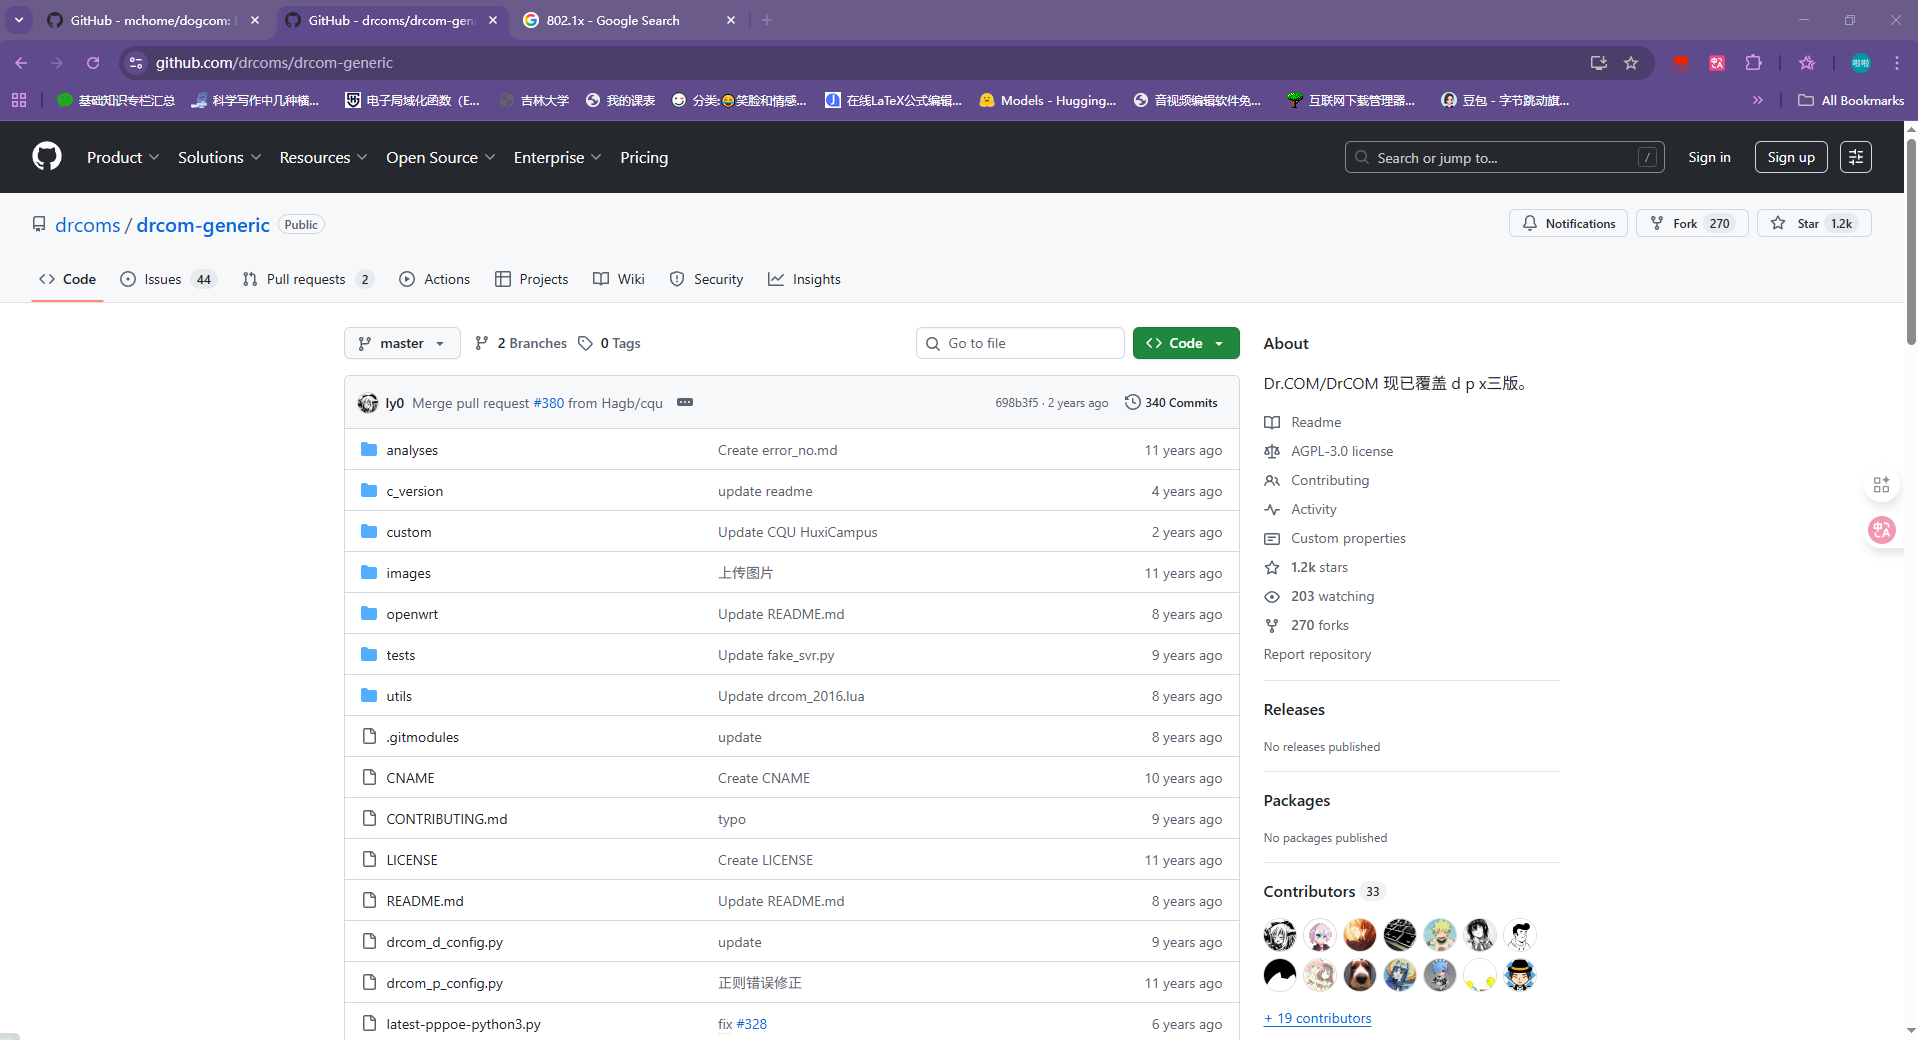 GitHub - mchome/dogcom: GitHub - drcoms/drcom-gen 802.1x - Google Search
github.com/drcoms/drcom-generic
基础知识专栏汇总 科学写作中几种横... 电子局域化函数（E... 吉林大学 我的课表 分类:😂笑脸和情感... 在线LaTeX公式编辑... Models - Hugging... 音视频编辑软件免... 互联网下载管理器... 豆包 - 字节跳动旗... All Bookmarks
Product Solutions Resources Open Source Enterprise Pricing Search or jump to... / Sign in Sign up
drcoms / drcom-generic Public Notifications Fork 270 Star 1.2k
Code Issues 44 Pull requests 2 Actions Projects Wiki Security Insights
master 2 Branches 0 Tags Go to file Code
ly0 Merge pull request #380 from Hagb/cqu 698b3f5 · 2 years ago 340 Commits
analyses Create error_no.md 11 years ago
c_version update readme 4 years ago
custom Update CQU HuxiCampus 2 years ago
images 上传图片 11 years ago
openwrt Update README.md 8 years ago
tests Update fake_svr.py 9 years ago
utils Update drcom_2016.lua 8 years ago
.gitmodules update 8 years ago
CNAME Create CNAME 10 years ago
CONTRIBUTING.md typo 9 years ago
LICENSE Create LICENSE 11 years ago
README.md Update README.md 8 years ago
drcom_d_config.py update 9 years ago
drcom_p_config.py 正则错误修正 11 years ago
latest-pppoe-python3.py fix #328 6 years ago
About
Dr.COM/DrCOM 现已覆盖 d p x三版。
Readme
AGPL-3.0 license
Contributing
Activity
Custom properties
1.2k stars
203 watching
270 forks
Report repository
Releases
No releases published
Packages
No packages published
Contributors 33
+ 19 contributors